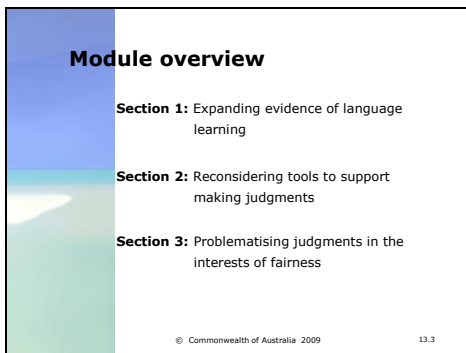 Module overview
Section 1: Expanding evidence of language
learning
Section 2: Reconsidering tools to support
making judgments
Section 3: Problematising judgments in the
interests of fairness
© Commonwealth of Australia 2009 13.3